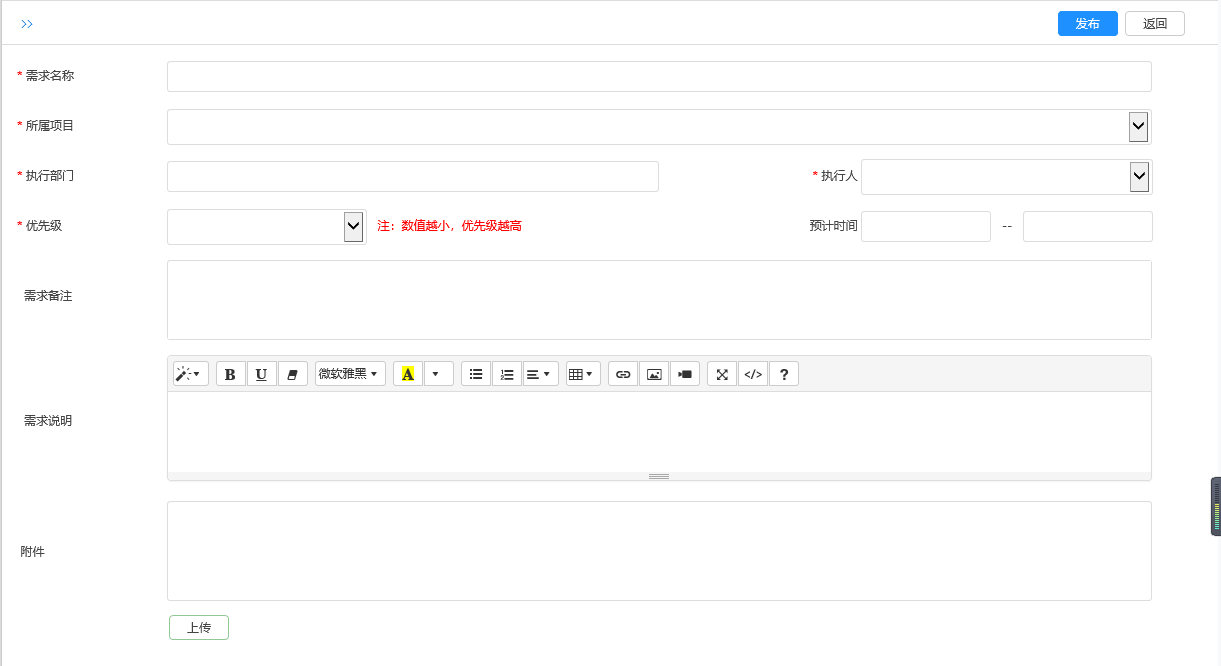 >>
发布 返回
* 需求名称
* 所属项目
* 执行部门 * 执行人
* 优先级 注：数值越小，优先级越高 预计时间 --
需求备注
B U 微软雅黑 A </> ?
需求说明
附件
上传